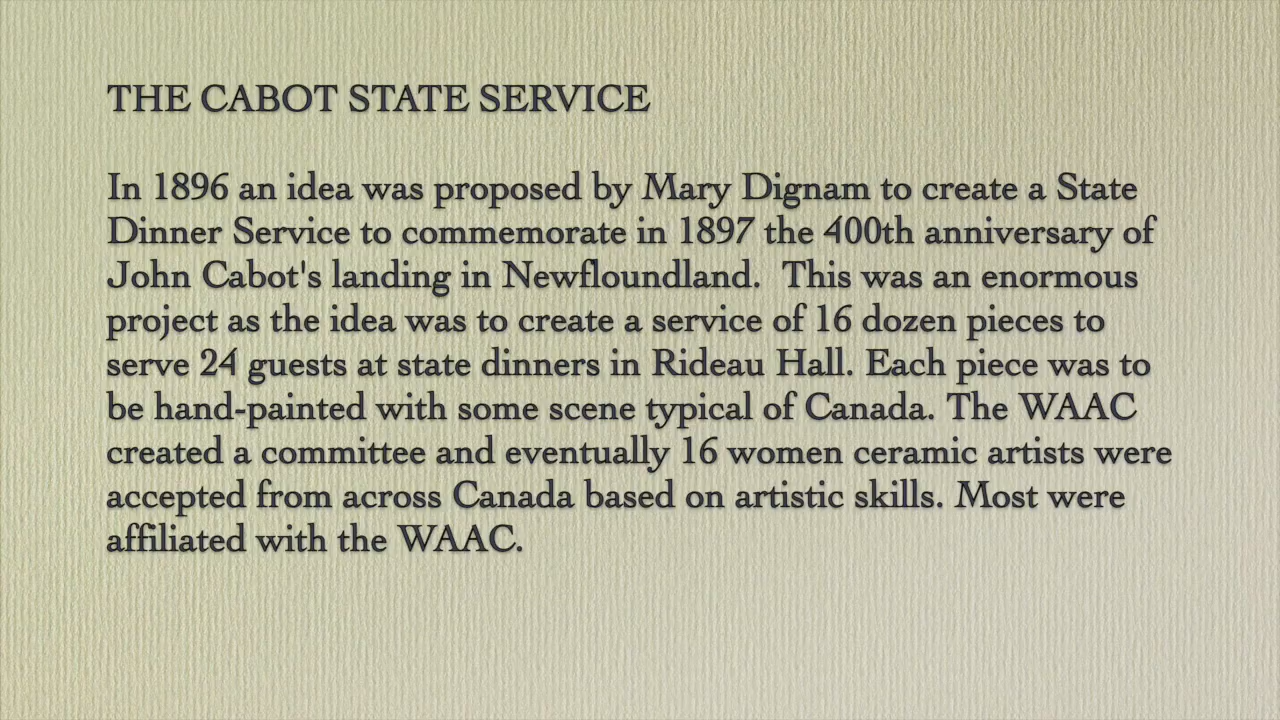 THE CABOT STATE SERVICE
In 1896 an idea was proposed by Mary Dignam to create a State
Dinner Service to commemorate in 1897 the 400th anniversary of
John Cabot's landing in Newfloundland.  This was an enormous
project as the idea was to create a service of 16 dozen pieces to
serve 24 guests at state dinners in Rideau Hall. Each piece was to
be hand-painted with some scene typical of Canada. The WAAC
created a committee and eventually 16 women ceramic artists were
accepted from across Canada based on artistic skills. Most were
affiliated with the WAAC.